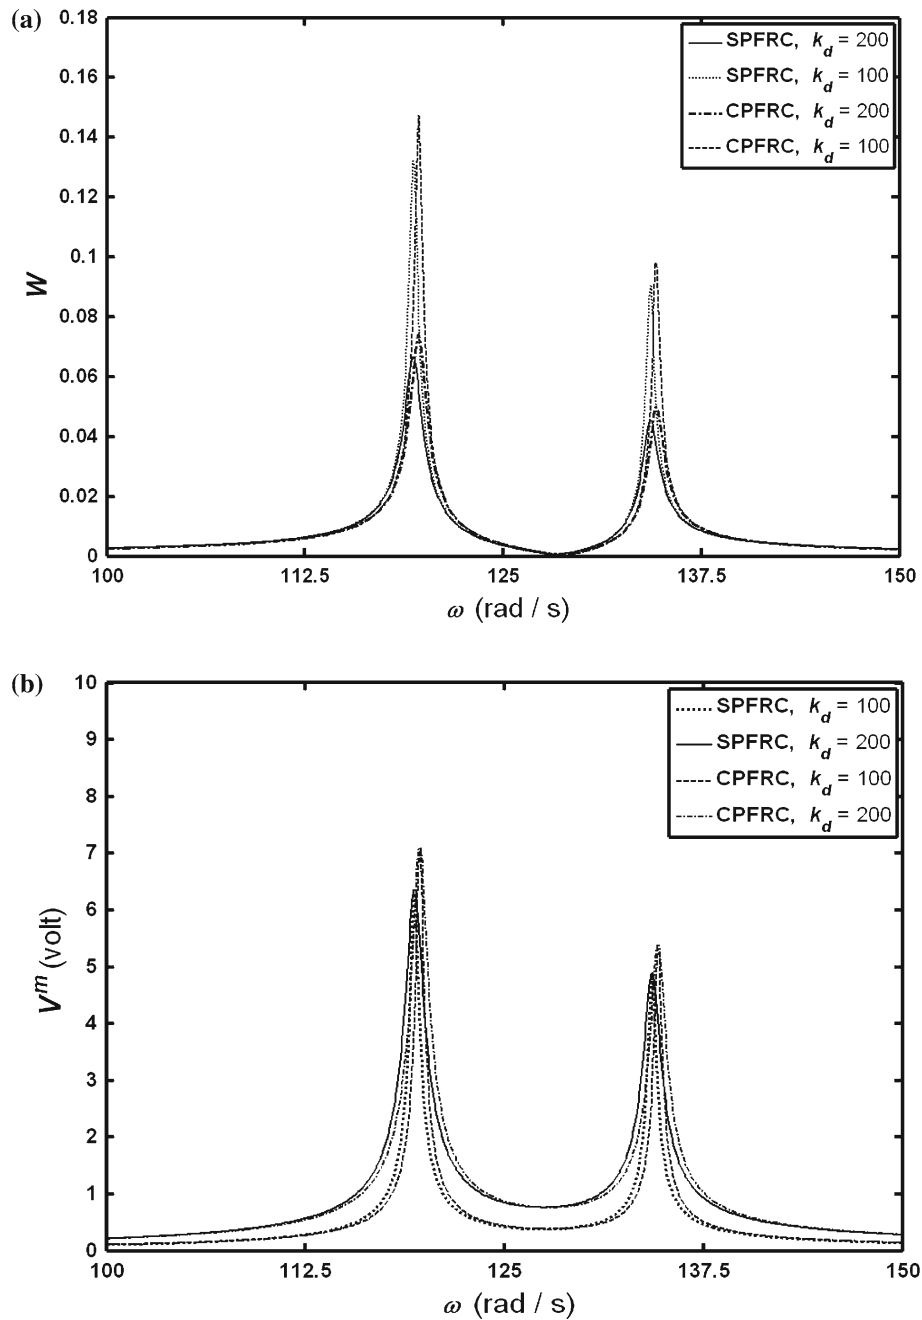 (a)
0.18
0.16
0.14
0.12
0.1
0.08
0.06
0.04
0.02
0
W
SPFRC, k_d = 200
SPFRC, k_d = 100
CPFRC, k_d = 200
CPFRC, k_d = 100
100 112.5 125 137.5 150
ω (rad / s)
(b)
10
9
8
7
6
5
4
3
2
1
0
V^m (volt)
SPFRC, k_d = 100
SPFRC, k_d = 200
CPFRC, k_d = 100
CPFRC, k_d = 200
100 112.5 125 137.5 150
ω (rad / s)